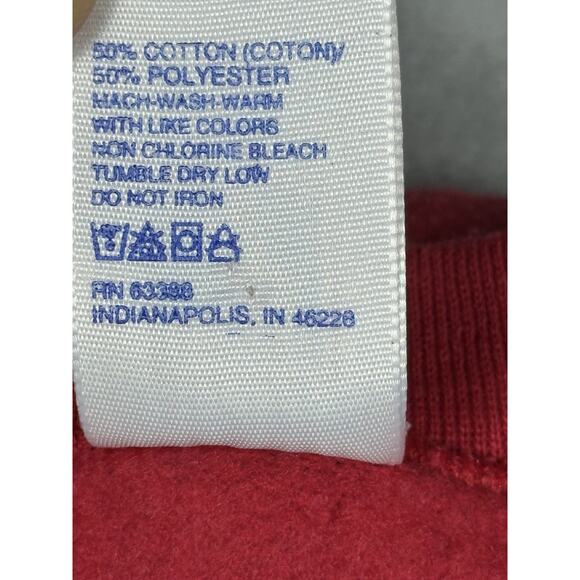 50% COTTON (COTON)/
50% POLYESTER
MACH-WASH-WARM
WITH LIKE COLORS
NON CHLORINE BLEACH
TUMBLE DRY LOW
DO NOT IRON
RN 63398
INDIANAPOLIS, IN 46226